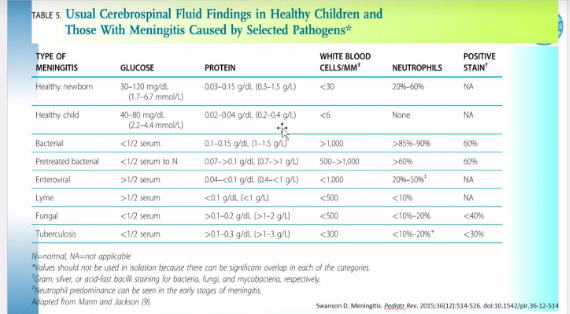 TABLE 5. Usual Cerebrospinal Fluid Findings in Healthy Children and
Those With Meningitis Caused by Selected Pathogens*
TYPE OF MENINGITIS GLUCOSE PROTEIN WHITE BLOOD CELLS/MM³ NEUTROPHILS POSITIVE STAIN†
Healthy newborn 30–120 mg/dL 0.03–0.15 g/dL (0.3–1.5 g/L) <30 20%–60% NA
(1.7–6.7 mmol/L)
Healthy child 40–80 mg/dL 0.02–0.04 g/dL (0.2–0.4 g/L) <6 None NA
(2.2–4.4 mmol/L)
Bacterial <1/2 serum 0.1–0.15 g/dL (1–1.5 g/L) >1,000 >85%–90% 60%
Pretreated bacterial <1/2 serum to N 0.07–>0.1 g/dL (0.7–>1 g/L) 500–>1,000 >60% 60%
Enteroviral >1/2 serum 0.04–<0.1 g/dL (0.4–<1 g/L) <1,000 20%–50%‡ NA
Lyme >1/2 serum <0.1 g/dL (<1 g/L) <500 <10% NA
Fungal <1/2 serum >0.1–0.2 g/dL (>1–2 g/L) <500 <10%–20% <40%
Tuberculosis <1/2 serum >0.1–0.3 g/dL (>1–3 g/L) <300 <10%–20% <30%
N=normal, NA=not applicable
*Values should not be used in isolation because there can be significant overlap in each of the categories.
†Gram, silver, or acid-fast bacilli staining for bacteria, fungi, and mycobacteria, respectively.
‡Neutrophil predominance can be seen in the early stages of meningitis.
Adapted from Mann and Jackson (9).
Swanson D. Meningitis. Pediatr Rev. 2015;36(12):514-526. doi:10.1542/pir.36-12-514